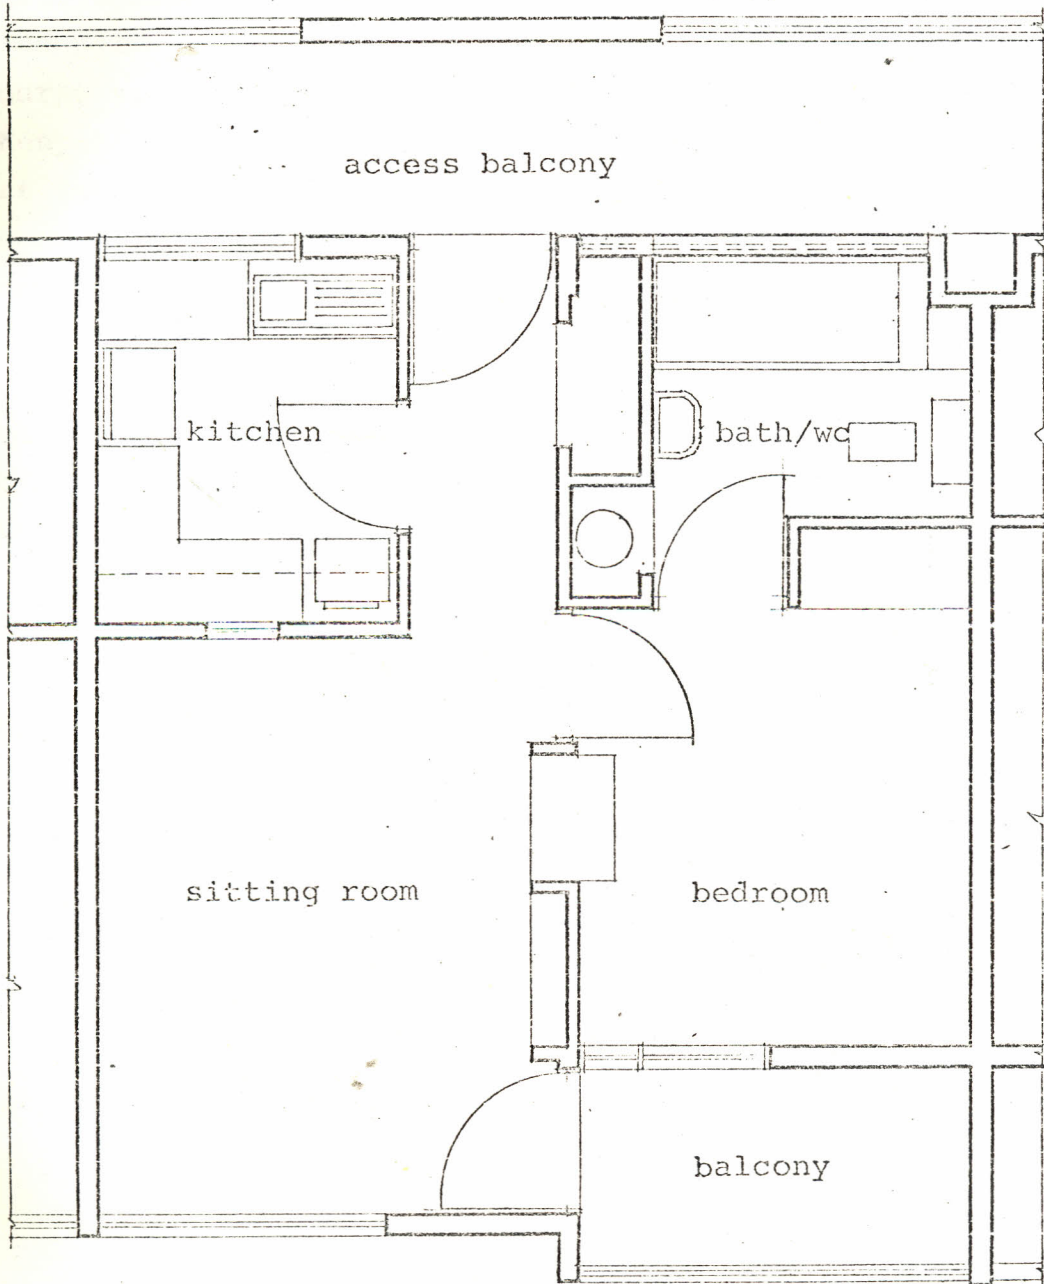 access balcony
kitchen
bath/wc
sitting room
bedroom
balcony